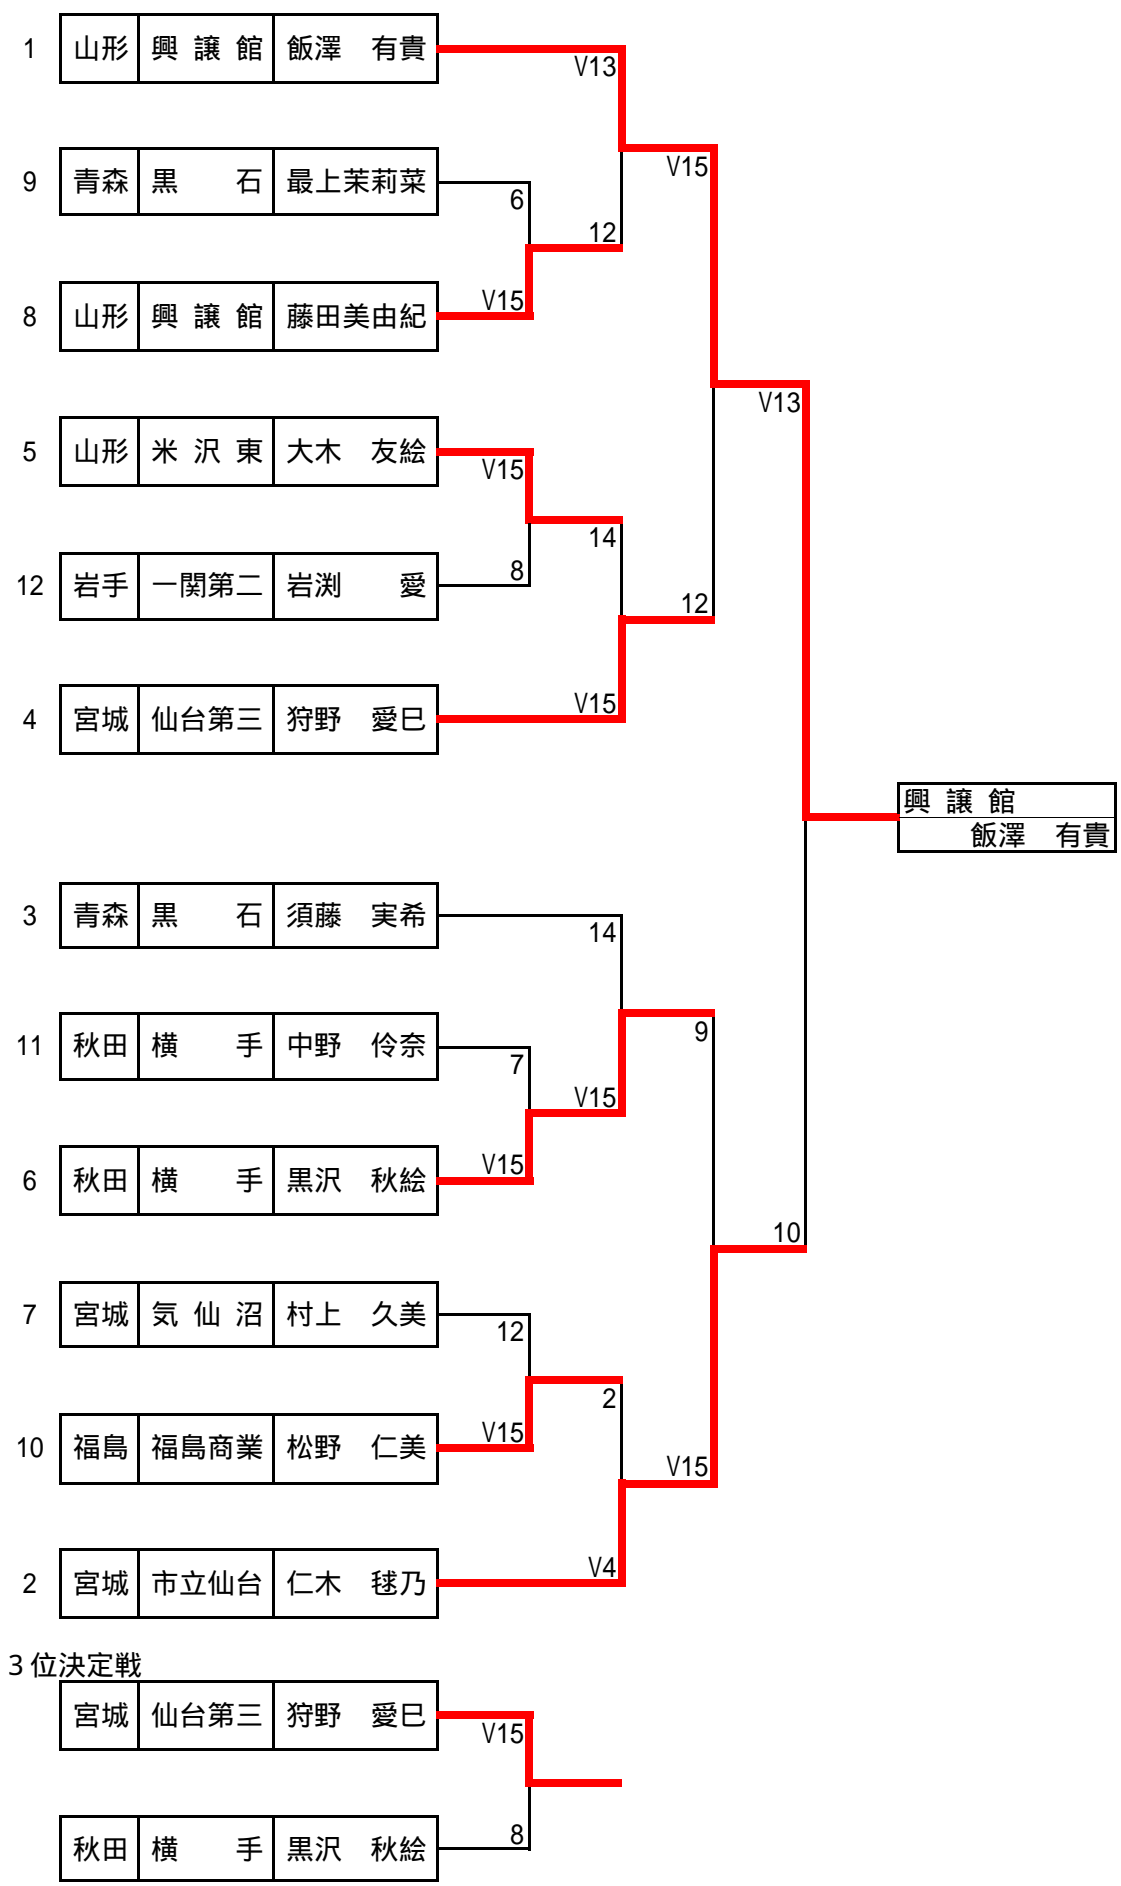 1 山形 興譲館 飯澤 有貴
V13
V15
9 青森 黒石 最上茉莉菜
6
12
8 山形 興譲館 藤田美由紀
V15
V13
5 山形 米沢東 大木 友絵
V15
14
12 岩手 一関第二 岩渕 愛
8
12
4 宮城 仙台第三 狩野 愛巳
V15
興譲館
飯澤 有貴
3 青森 黒石 須藤 実希
14
9
11 秋田 横手 中野 伶奈
7
V15
6 秋田 横手 黒沢 秋絵
V15
10
7 宮城 気仙沼 村上 久美
12
2
10 福島 福島商業 松野 仁美
V15
V15
2 宮城 市立仙台 仁木 毬乃
V4
3位決定戦
宮城 仙台第三 狩野 愛巳
V15
秋田 横手 黒沢 秋絵
8